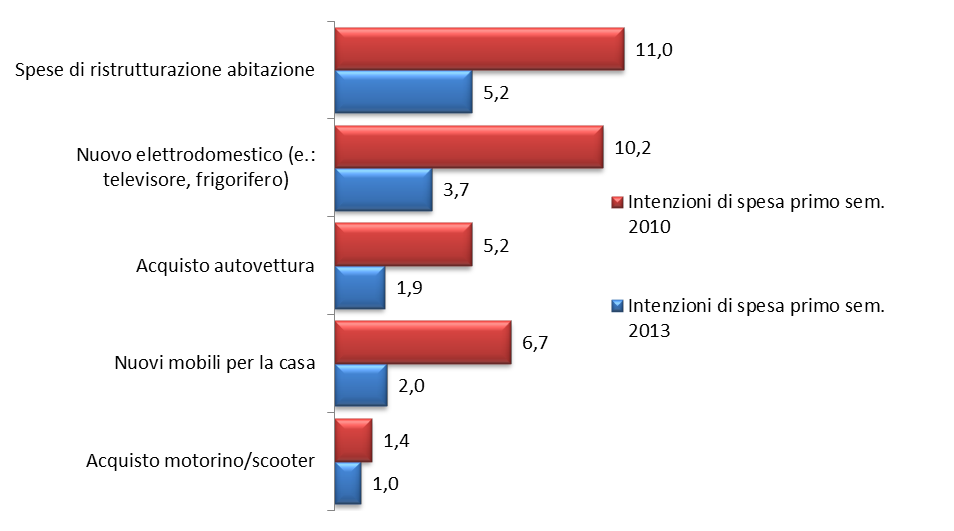 Spese di ristrutturazione abitazione
11,0
5,2
Nuovo elettrodomestico (e.:
televisore, frigorifero)
10,2
3,7
Acquisto autovettura
5,2
1,9
Nuovi mobili per la casa
6,7
2,0
Acquisto motorino/scooter
1,4
1,0
Intenzioni di spesa primo sem.
2010
Intenzioni di spesa primo sem.
2013